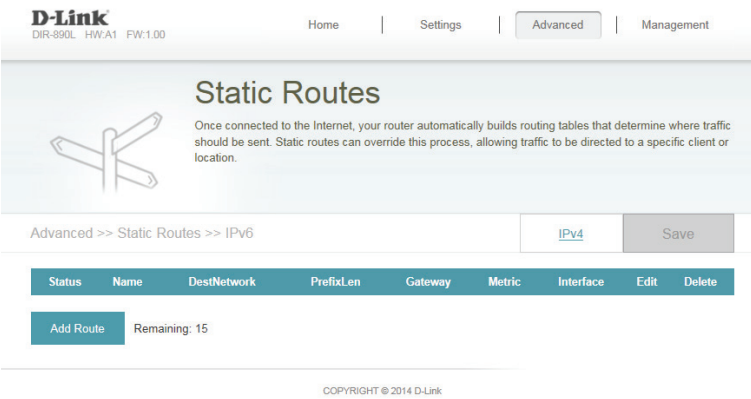 D-Link
DIR-890L HW:A1 FW:1.00
Home Settings Advanced Management
Static Routes
Once connected to the Internet, your router automatically builds routing tables that determine where traffic
should be sent. Static routes can override this process, allowing traffic to be directed to a specific client or
location.
Advanced >> Static Routes >> IPv6
IPv4
Save
Status Name DestNetwork PrefixLen Gateway Metric Interface Edit Delete
Add Route Remaining: 15
COPYRIGHT © 2014 D-Link